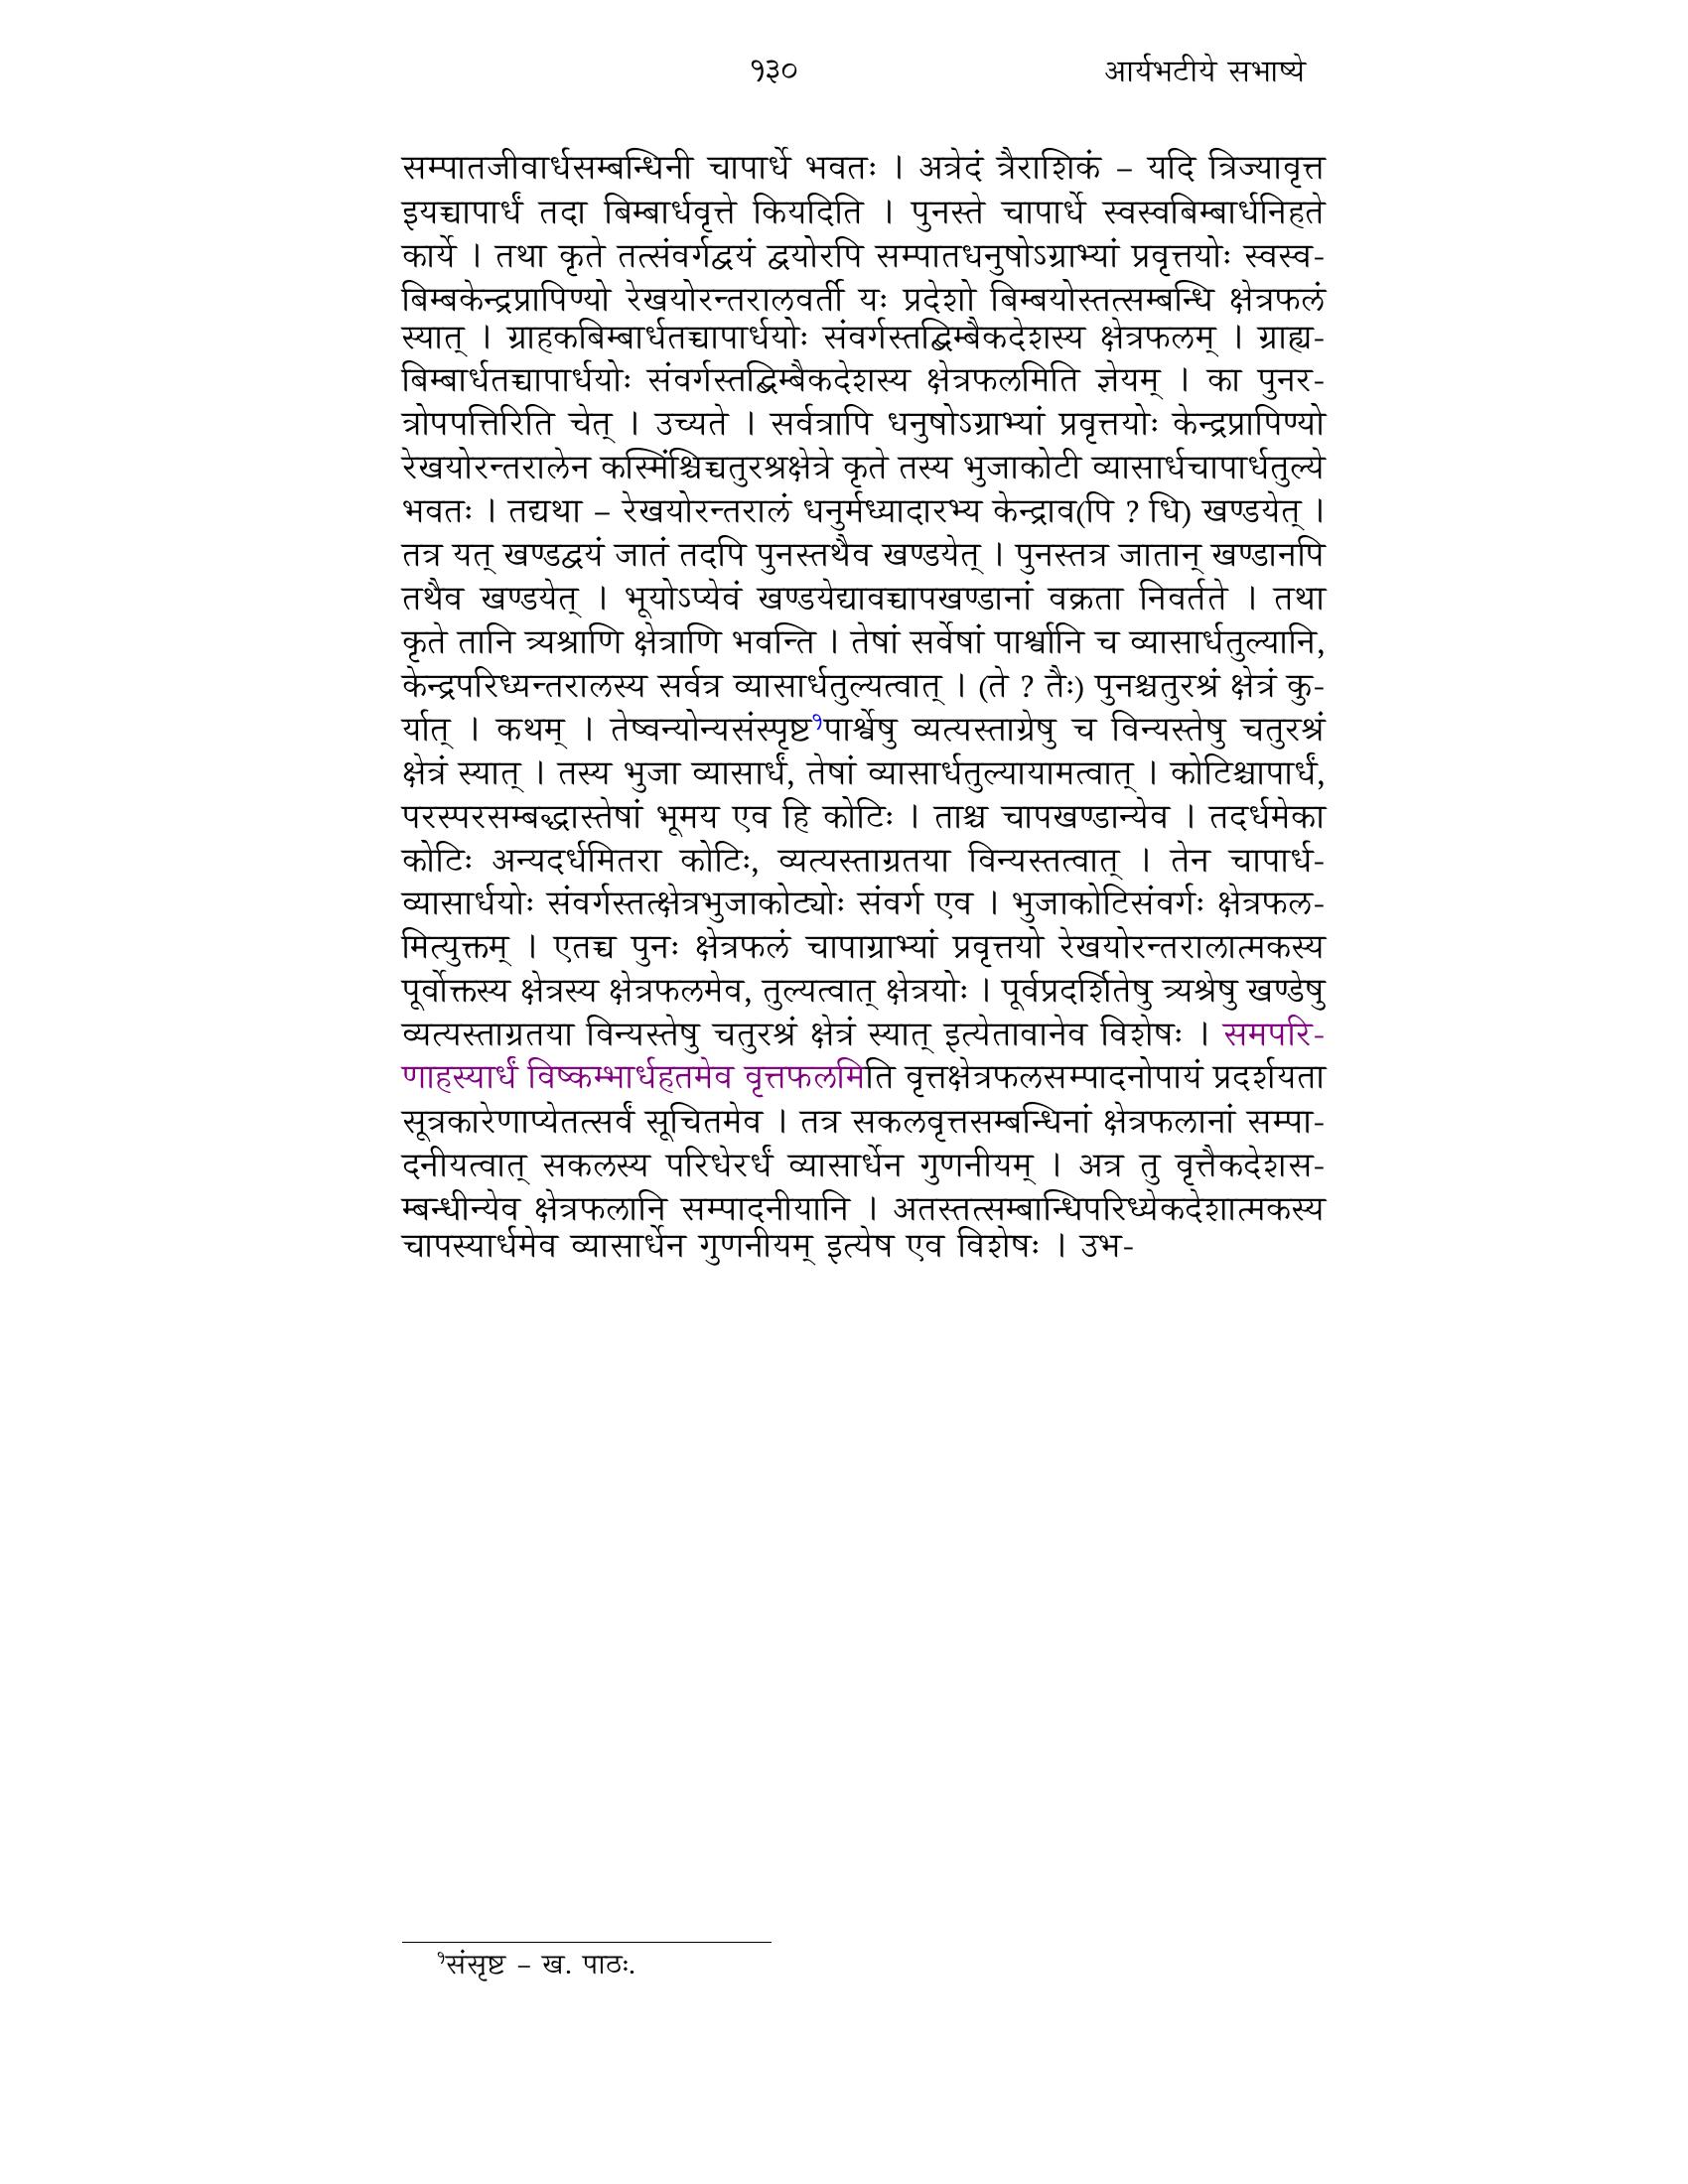 १३० आर्यभटीये सभाष्ये
सम्पातजीवार्धसम्बन्धिनी चापार्धे भवतः । अत्रेदं त्रैराशिकं – यदि त्रिज्यावृत्त
इयच्चापार्धं तदा बिम्बार्धवृत्ते कियदिति । पुनस्ते चापार्धे स्वस्वबिम्बार्धनिहते
कार्ये । तथा कृते तत्संवर्गद्वयं द्वयोरपि सम्पातधनुषोऽग्राभ्यां प्रवृत्तयोः स्वस्व-
बिम्बकेन्द्रप्रापिण्यो रेखयोरन्तरालवर्ती यः प्रदेशो बिम्बयोस्तत्सम्बन्धि क्षेत्रफलं
स्यात् । ग्राहकबिम्बार्धतच्चापार्धयोः संवर्गस्तद्बिम्बैकदेशस्य क्षेत्रफलम् । ग्राह्य-
बिम्बार्धतच्चापार्धयोः संवर्गस्तद्बिम्बैकदेशस्य क्षेत्रफलमिति ज्ञेयम् । का पुनर-
त्रोपपत्तिरिति चेत् । उच्यते । सर्वत्रापि धनुषोऽग्राभ्यां प्रवृत्तयोः केन्द्रप्रापिण्यो
रेखयोरन्तरालेन कस्मिंश्चिच्चतुरश्रक्षेत्रे कृते तस्य भुजाकोटी व्यासार्धचापार्धतुल्ये
भवतः । तद्यथा – रेखयोरन्तरालं धनुर्मध्यादारभ्य केन्द्राव(पि ? धि) खण्डयेत् ।
तत्र यत् खण्डद्वयं जातं तदपि पुनस्तथैव खण्डयेत् । पुनस्तत्र जातान् खण्डानपि
तथैव खण्डयेत् । भूयोऽप्येवं खण्डयेद्यावच्चापखण्डानां वक्रता निवर्तते । तथा
कृते तानि त्र्यश्राणि क्षेत्राणि भवन्ति । तेषां सर्वेषां पार्श्वानि च व्यासार्धतुल्यानि,
केन्द्रपरिध्यन्तरालस्य सर्वत्र व्यासार्धतुल्यत्वात् । (ते ? तैः) पुनश्चतुरश्रं क्षेत्रं कु-
र्यात् । कथम् । तेष्वन्योन्यसंस्पृष्ट१पार्श्वेषु व्यत्यस्ताग्रेषु च विन्यस्तेषु चतुरश्रं
क्षेत्रं स्यात् । तस्य भुजा व्यासार्धं, तेषां व्यासार्धतुल्यायामत्वात् । कोटिश्चापार्धं,
परस्परसम्बद्धास्तेषां भूमय एव हि कोटिः । ताश्च चापखण्डान्येव । तदर्धमेका
कोटिः अन्यदर्धमितरा कोटिः, व्यत्यस्ताग्रतया विन्यस्तत्वात् । तेन चापार्ध-
व्यासार्धयोः संवर्गस्तत्क्षेत्रभुजाकोट्योः संवर्ग एव । भुजाकोटिसंवर्गः क्षेत्रफल-
मित्युक्तम् । एतच्च पुनः क्षेत्रफलं चापाग्राभ्यां प्रवृत्तयो रेखयोरन्तरालात्मकस्य
पूर्वोक्तस्य क्षेत्रस्य क्षेत्रफलमेव, तुल्यत्वात् क्षेत्रयोः । पूर्वप्रदर्शितेषु त्र्यश्रेषु खण्डेषु
व्यत्यस्ताग्रतया विन्यस्तेषु चतुरश्रं क्षेत्रं स्यात् इत्येतावानेव विशेषः । समपरि-
णाहस्यार्धं विष्कम्भार्धहतमेव वृत्तफलमिति वृत्तक्षेत्रफलसम्पादनोपायं प्रदर्शयता
सूत्रकारेणाप्येतत्सर्वं सूचितमेव । तत्र सकलवृत्तसम्बन्धिनां क्षेत्रफलानां सम्पा-
दनीयत्वात् सकलस्य परिधेरर्धं व्यासार्धेन गुणनीयम् । अत्र तु वृत्तैकदेशस-
म्बन्धीन्येव क्षेत्रफलानि सम्पादनीयानि । अतस्तत्सम्बान्धिपरिध्येकदेशात्मकस्य
चापस्यार्धमेव व्यासार्धेन गुणनीयम् इत्येष एव विशेषः । उभ-
१संसृष्ट – ख. पाठः.